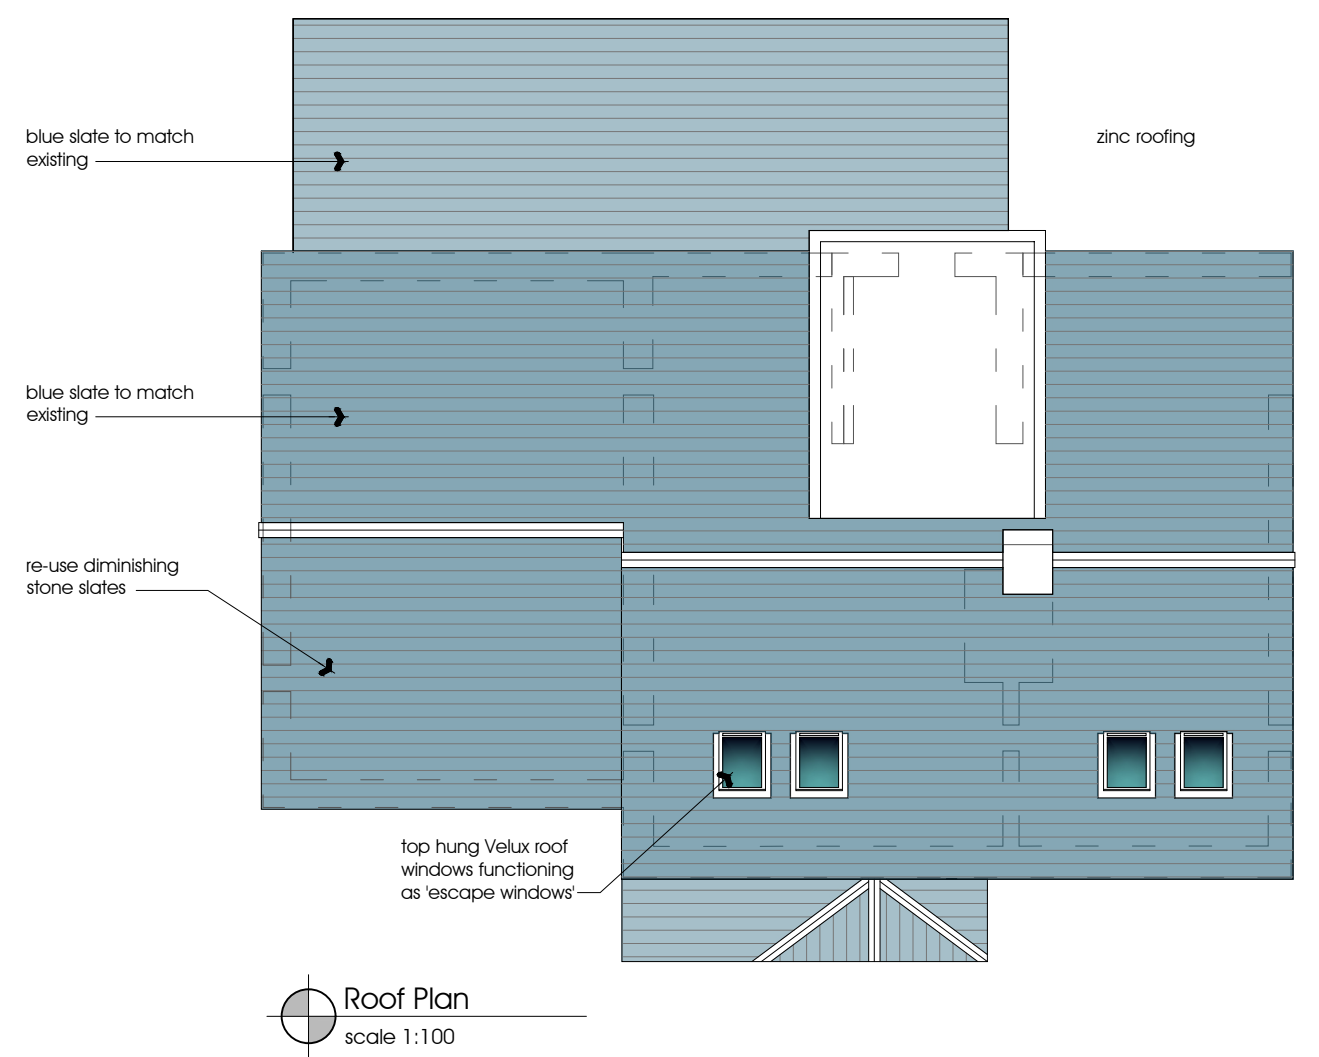 blue slate to match
existing
zinc roofing
blue slate to match
existing
re-use diminishing
stone slates
top hung Velux roof
windows functioning
as 'escape windows'
Roof Plan
scale 1:100